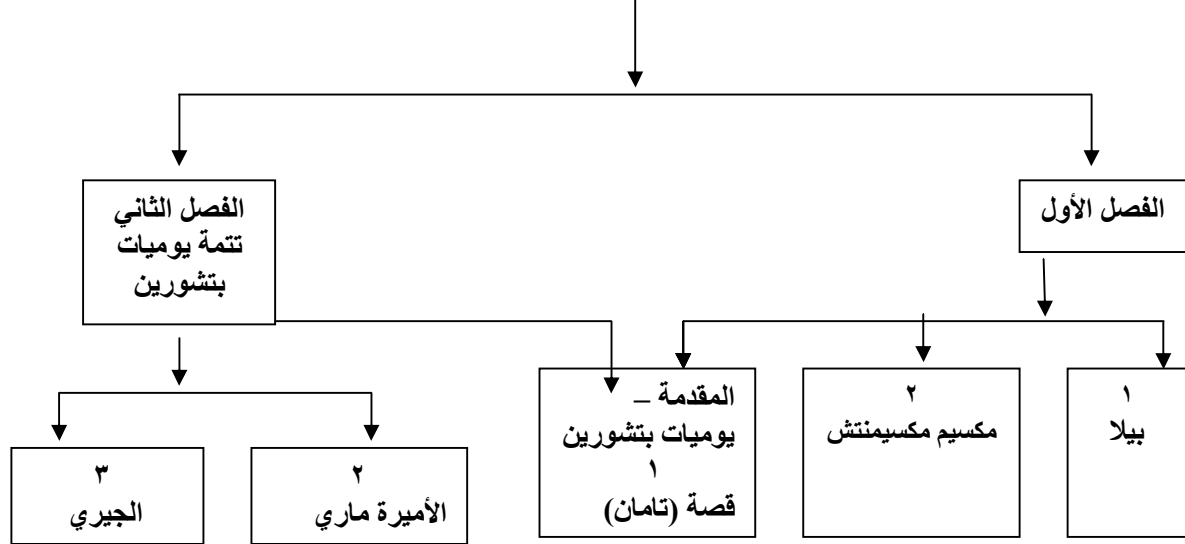 الفصل الأول
الفصل الثاني
تتمة يوميات
بتشورين
١
بيلا
٢
مكسيم مكسيمنتش
المقدمة –
يوميات بتشورين
١
قصة (تامان)
٢
الأميرة ماري
٣
الجيري